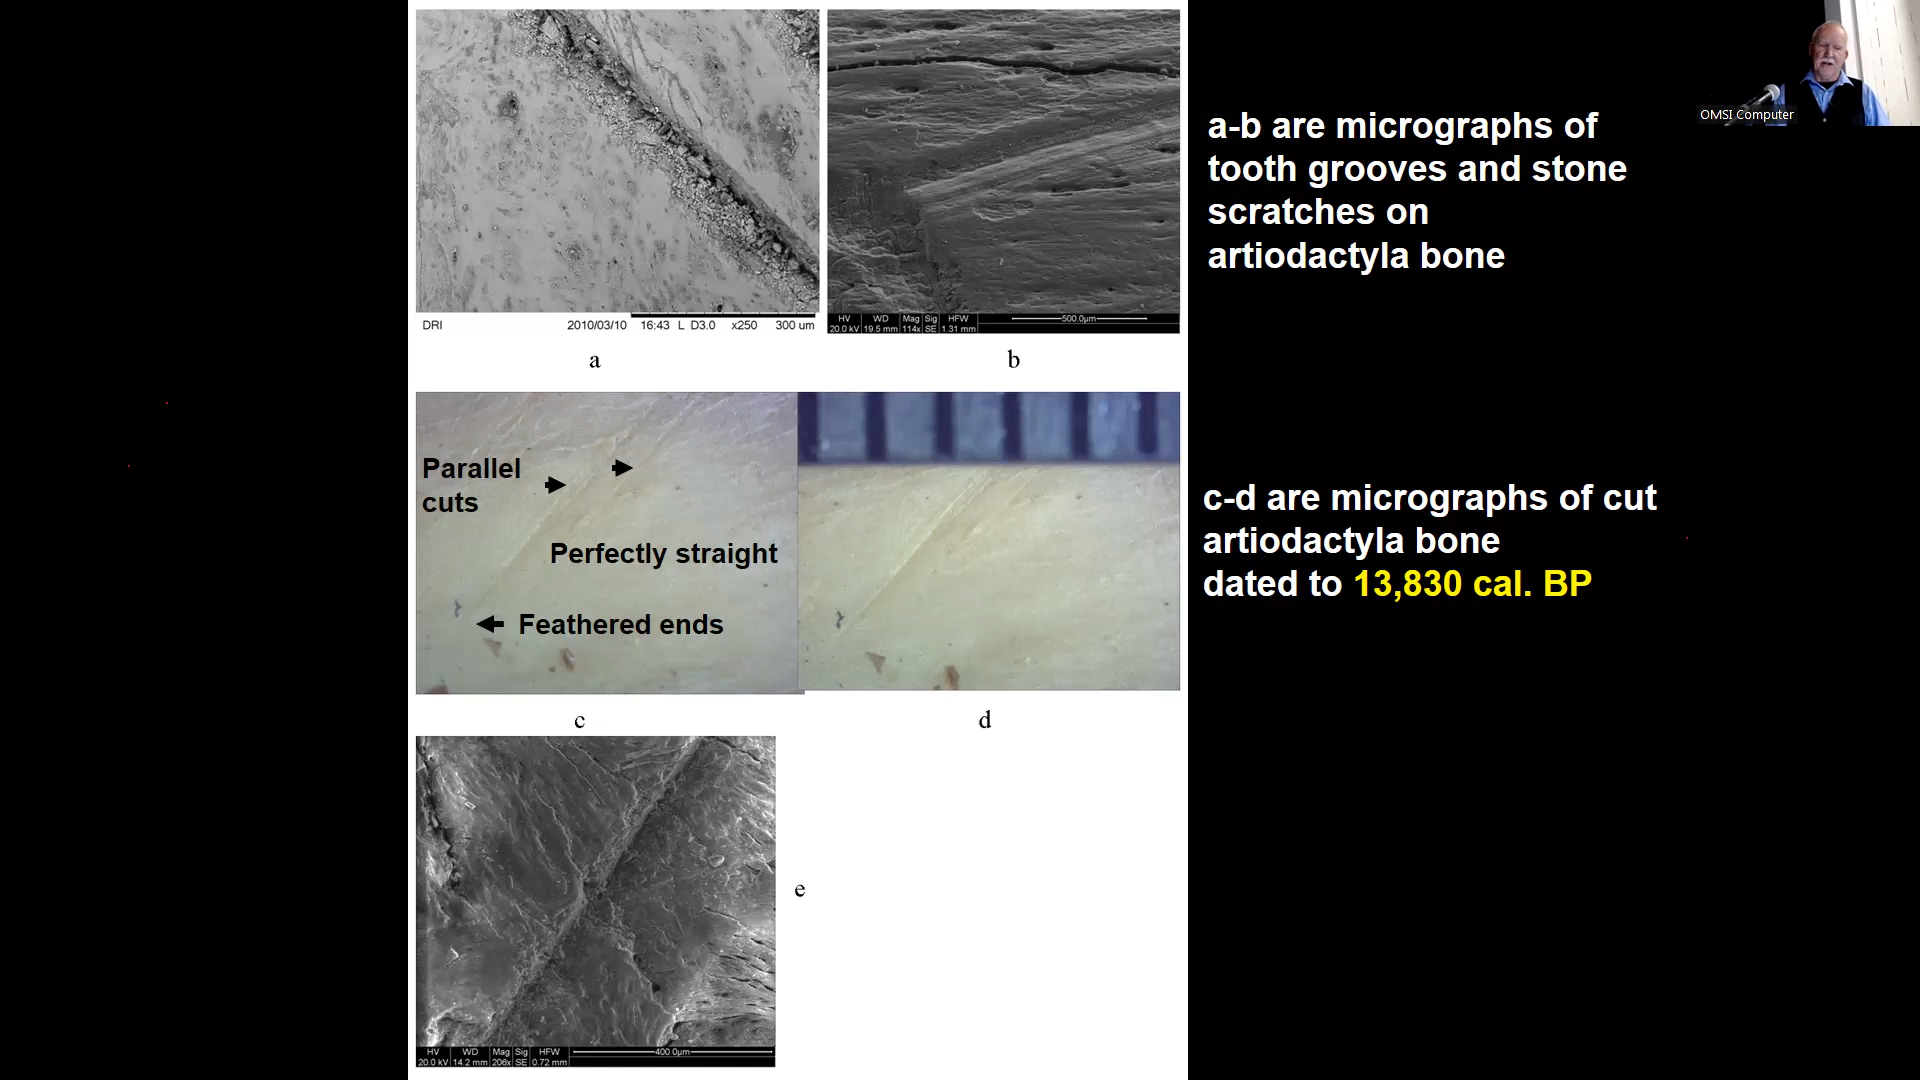 OMSI Computer
a-b are micrographs of
tooth grooves and stone
scratches on
artiodactyla bone
DRI 2010/03/10 16:43 L D3.0 x250 300 um
HV WD Mag Sig HFW 500.0µm
20.0 kV 19.5 mm 114x SE 1.31 mm
a
b
Parallel
cuts
Perfectly straight
Feathered ends
c-d are micrographs of cut
artiodactyla bone
dated to 13,830 cal. BP
c
d
e
HV WD Mag Sig HFW 400.0µm
20.0 kV 14.2 mm 206x SE 0.72 mm